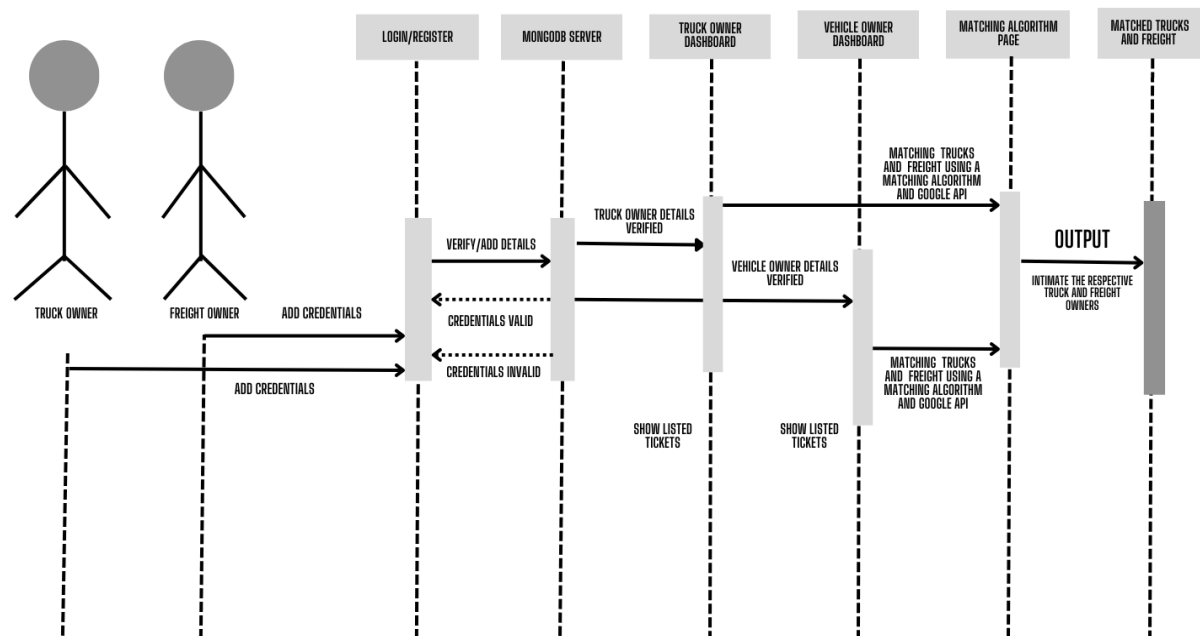 LOGIN/REGISTER
MONGODB SERVER
TRUCK OWNER
DASHBOARD
VEHICLE OWNER
DASHBOARD
MATCHING ALGORITHM
PAGE
MATCHED TRUCKS
AND FREIGHT
MATCHING TRUCKS
AND FREIGHT USING A
MATCHING ALGORITHM
AND GOOGLE API
TRUCK OWNER DETAILS
VERIFIED
VERIFY/ADD DETAILS
OUTPUT
VEHICLE OWNER DETAILS
VERIFIED
INTIMATE THE RESPECTIVE
TRUCK AND FREIGHT
OWNERS
TRUCK OWNER
FREIGHT OWNER
ADD CREDENTIALS
CREDENTIALS VALID
CREDENTIALS INVALID
ADD CREDENTIALS
MATCHING TRUCKS
AND FREIGHT USING A
MATCHING ALGORITHM
AND GOOGLE API
SHOW LISTED
TICKETS
SHOW LISTED
TICKETS